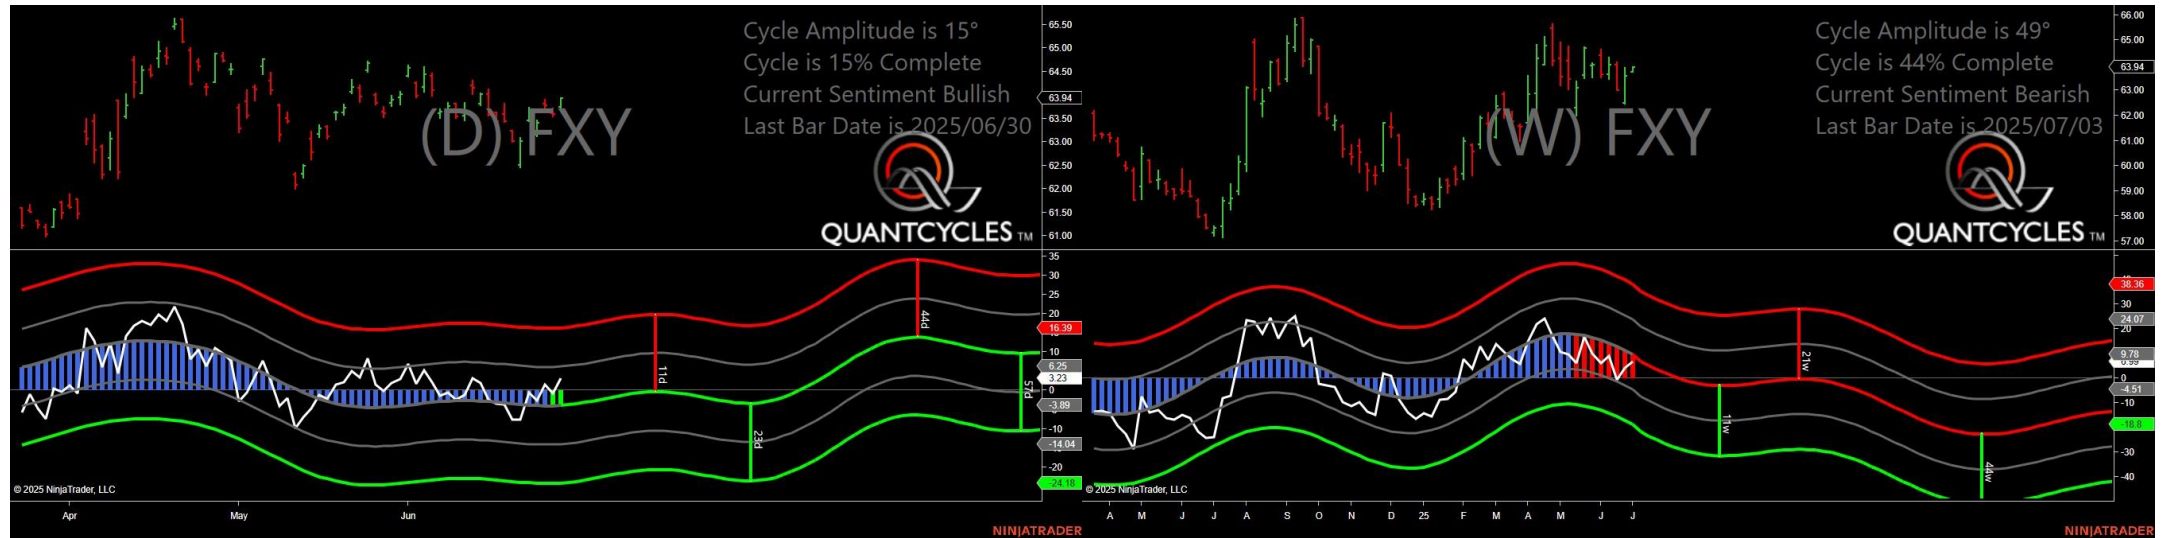 Cycle Amplitude is 15°
Cycle is 15% Complete
Current Sentiment Bullish
Last Bar Date is 2025/06/30
(D) FXY
QUANTCYCLES TM
65.50
65.00
64.50
63.94
63.50
63.00
62.50
62.00
61.50
61.00
35
30
25
20
16.39
10
6.25
3.23
0
-3.89
-10
-14.04
-20
-24.18
11d
23d
44d
57d
© 2025 NinjaTrader, LLC
Apr
May
Jun
NINJATRADER
Cycle Amplitude is 49°
Cycle is 44% Complete
Current Sentiment Bearish
Last Bar Date is 2025/07/03
(W) FXY
QUANTCYCLES TM
66.00
65.00
63.94
63.00
62.00
61.00
60.00
59.00
58.00
57.00
38.36
30
24.07
20
9.78
0
-4.51
-10
-18.8
-30
-40
11w
21w
44w
© 2025 NinjaTrader, LLC
A M J J A S O N D 25 F M A M J J
NINJATRADER